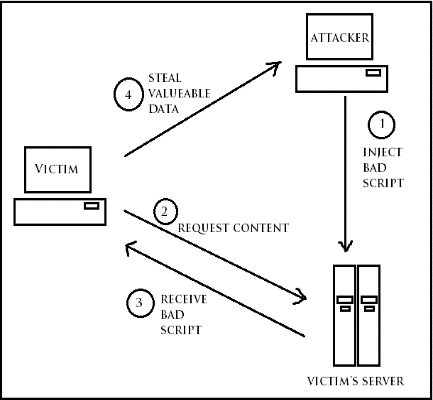 ATTACKER
4
STEAL
VALUEABLE
DATA
1
INJECT
BAD
SCRIPT
VICTIM
2
REQUEST CONTENT
3
RECEIVE
BAD
SCRIPT
VICTIM'S SERVER